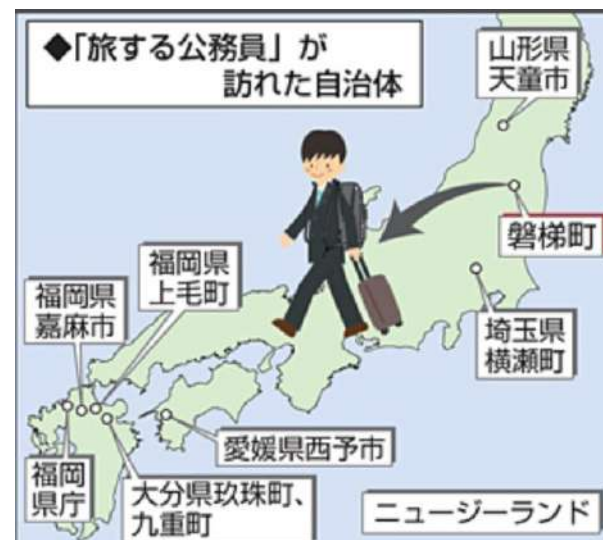 ◆「旅する公務員」が
訪れた自治体
山形県
天童市
磐梯町
福岡県
上毛町
福岡県
嘉麻市
埼玉県
横瀬町
愛媛県西予市
福岡
県庁
大分県玖珠町、
九重町
ニュージーランド